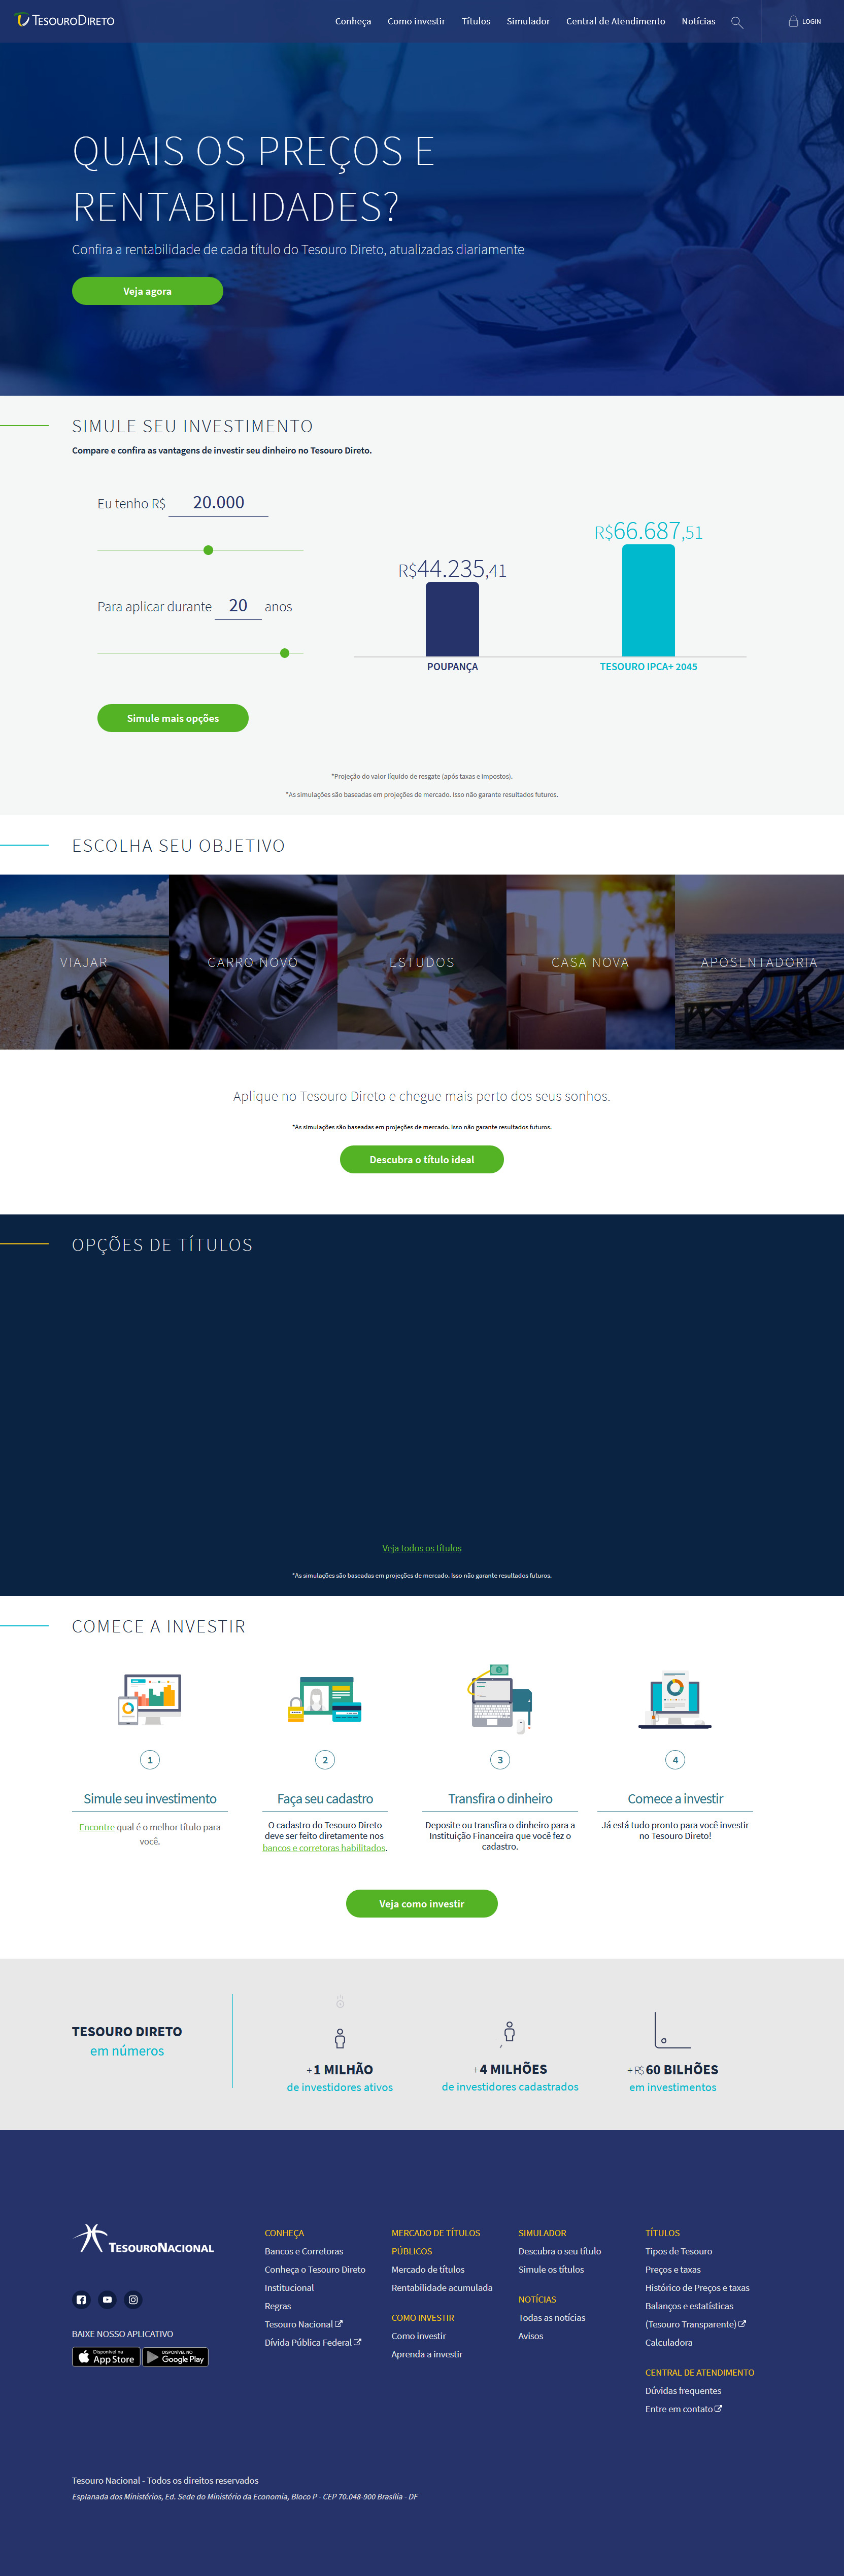 TESOURODIRETO
Conheça Como investir Títulos Simulador Central de Atendimento Notícias LOGIN
QUAIS OS PREÇOS E
RENTABILIDADES?
Confira a rentabilidade de cada título do Tesouro Direto, atualizadas diariamente
Veja agora
SIMULE SEU INVESTIMENTO
Compare e confira as vantagens de investir seu dinheiro no Tesouro Direto.
Eu tenho R$ 20.000
Para aplicar durante 20 anos
R$44.235,41
R$66.687,51
POUPANÇA
TESOURO IPCA+ 2045
Simule mais opções
*Projeção do valor líquido de resgate (após taxas e impostos).
*As simulações são baseadas em projeções de mercado. Isso não garante resultados futuros.
ESCOLHA SEU OBJETIVO
VIAJAR
CARRO NOVO
ESTUDOS
CASA NOVA
APOSENTADORIA
Aplique no Tesouro Direto e chegue mais perto dos seus sonhos.
*As simulações são baseadas em projeções de mercado. Isso não garante resultados futuros.
Descubra o título ideal
OPÇÕES DE TÍTULOS
Veja todos os títulos
*As simulações são baseadas em projeções de mercado. Isso não garante resultados futuros.
COMECE A INVESTIR
1
Simule seu investimento
Encontre qual é o melhor título para
você.
2
Faça seu cadastro
O cadastro do Tesouro Direto
deve ser feito diretamente nos
bancos e corretoras habilitados.
3
Transfira o dinheiro
Deposite ou transfira o dinheiro para a
Instituição Financeira que você fez o
cadastro.
4
Comece a investir
Já está tudo pronto para você investir
no Tesouro Direto!
Veja como investir
TESOURO DIRETO
em números
+1 MILHÃO
de investidores ativos
+4 MILHÕES
de investidores cadastrados
+ R$ 60 BILHÕES
em investimentos
TESOURONACIONAL
BAIXE NOSSO APLICATIVO
Disponível na
App Store
DISPONÍVEL NO
Google Play
CONHEÇA
Bancos e Corretoras
Conheça o Tesouro Direto
Institucional
Regras
Tesouro Nacional
Dívida Pública Federal
MERCADO DE TÍTULOS
PÚBLICOS
Mercado de títulos
Rentabilidade acumulada
COMO INVESTIR
Como investir
Aprenda a investir
SIMULADOR
Descubra o seu título
Simule os títulos
NOTÍCIAS
Todas as notícias
Avisos
TÍTULOS
Tipos de Tesouro
Preços e taxas
Histórico de Preços e taxas
Balanços e estatísticas
(Tesouro Transparente)
Calculadora
CENTRAL DE ATENDIMENTO
Dúvidas frequentes
Entre em contato
Tesouro Nacional - Todos os direitos reservados
Esplanada dos Ministérios, Ed. Sede do Ministério da Economia, Bloco P - CEP 70.048-900 Brasília - DF